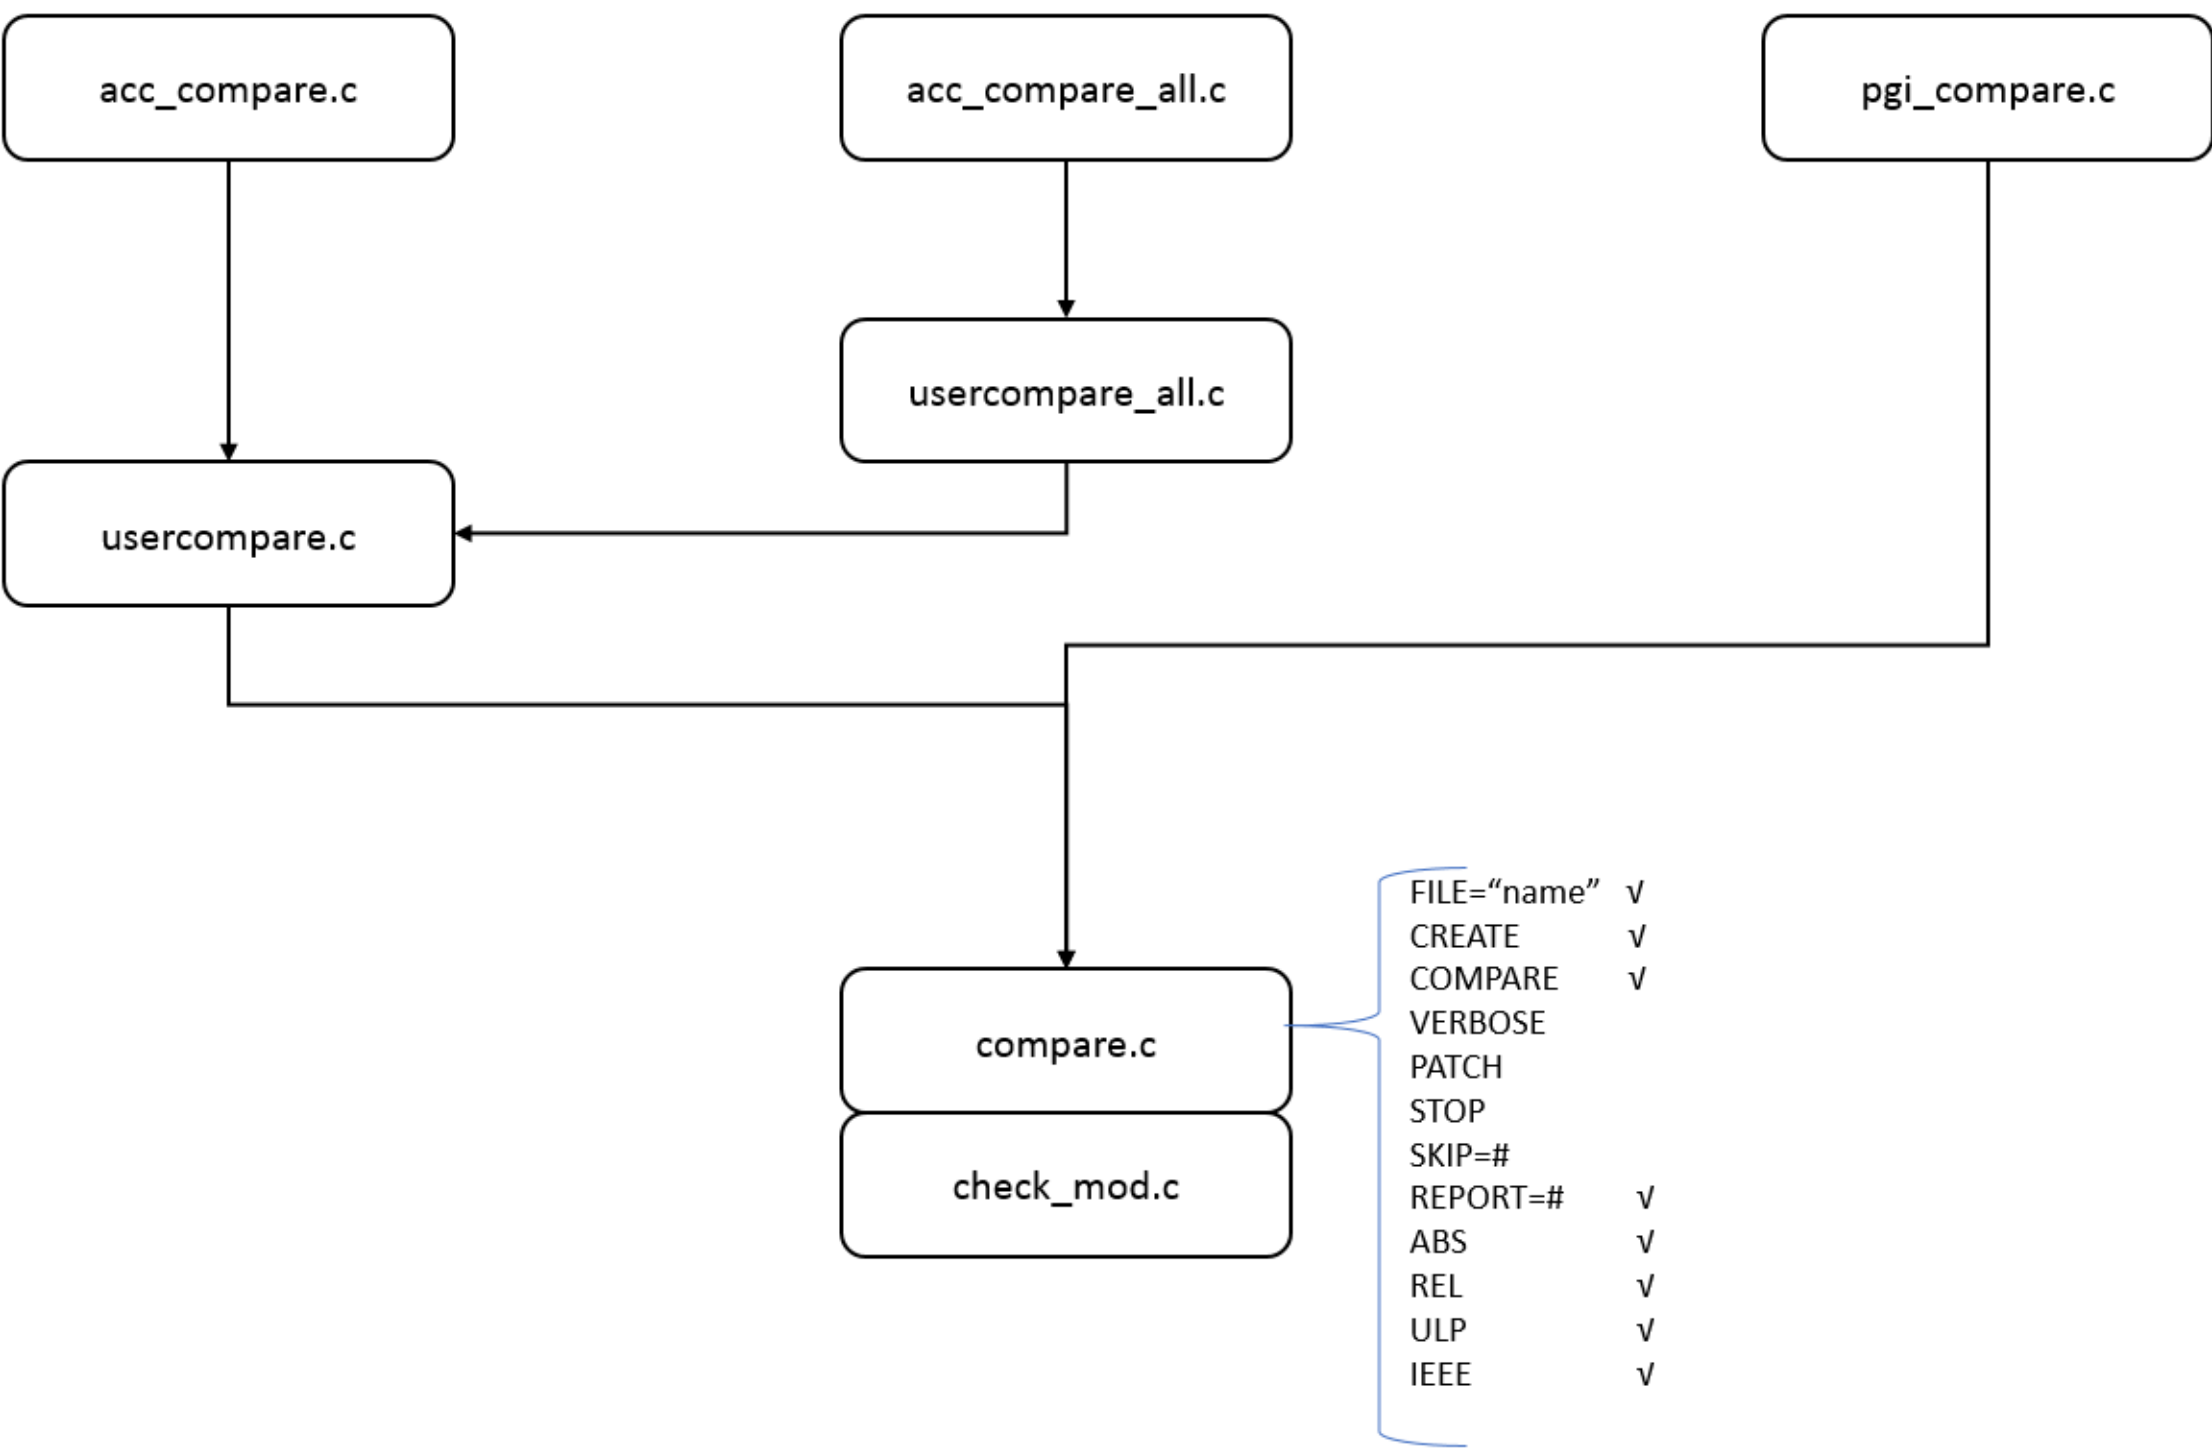 acc_compare.c
acc_compare_all.c
pgi_compare.c
usercompare_all.c
usercompare.c
compare.c
check_mod.c
FILE=“name” √
CREATE √
COMPARE √
VERBOSE
PATCH
STOP
SKIP=#
REPORT=# √
ABS √
REL √
ULP √
IEEE √